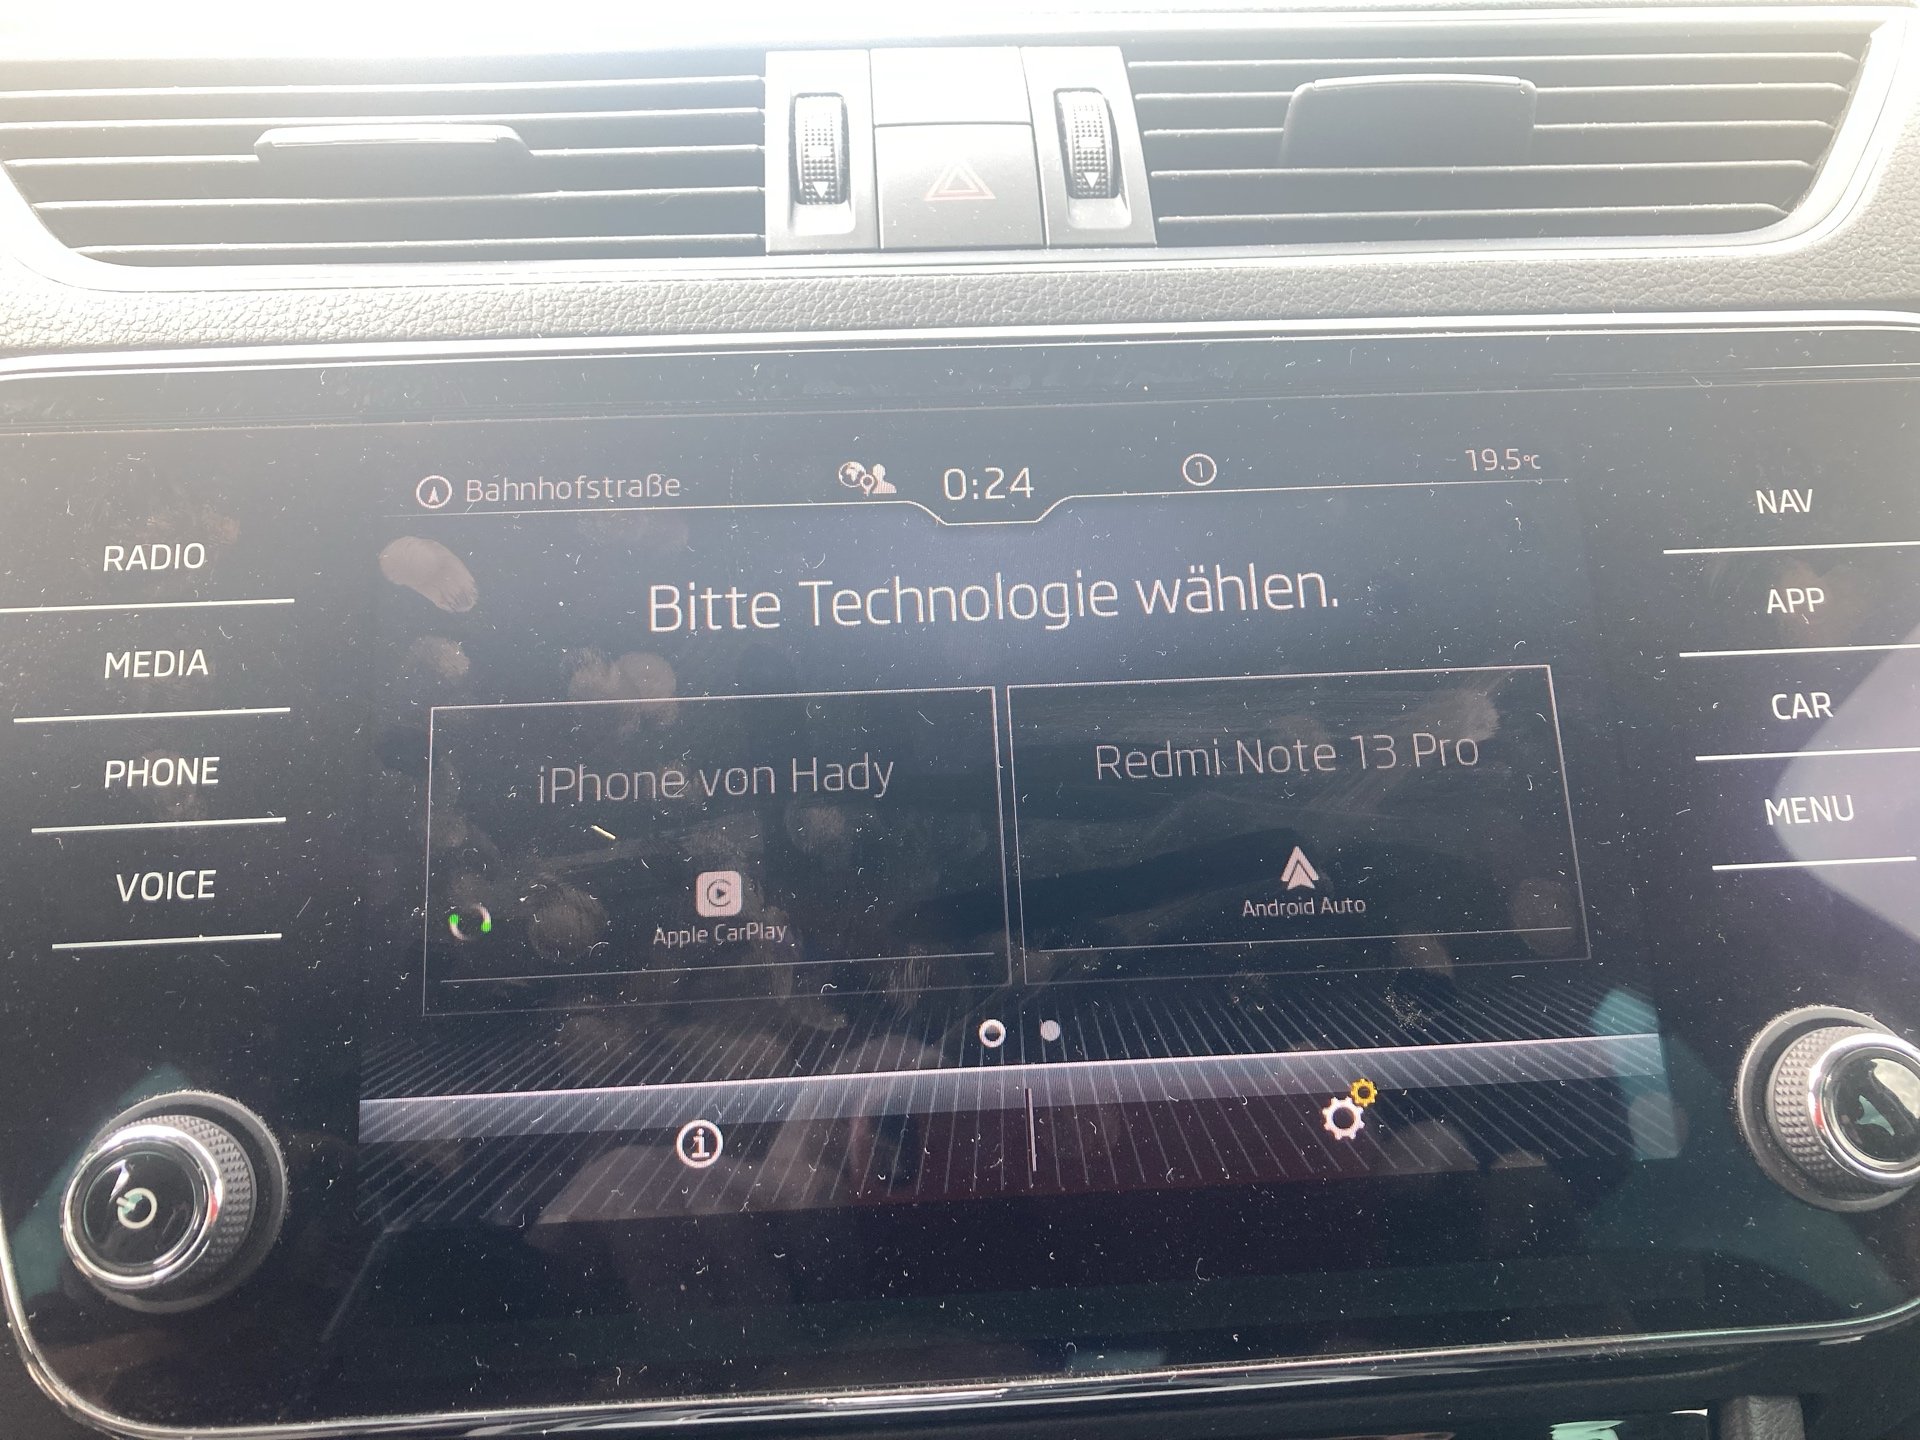 Bahnhofstraße
0:24
1
19.5°C
RADIO
MEDIA
PHONE
VOICE
Bitte Technologie wählen.
iPhone von Hady
Apple CarPlay
Redmi Note 13 Pro
Android Auto
NAV
APP
CAR
MENU